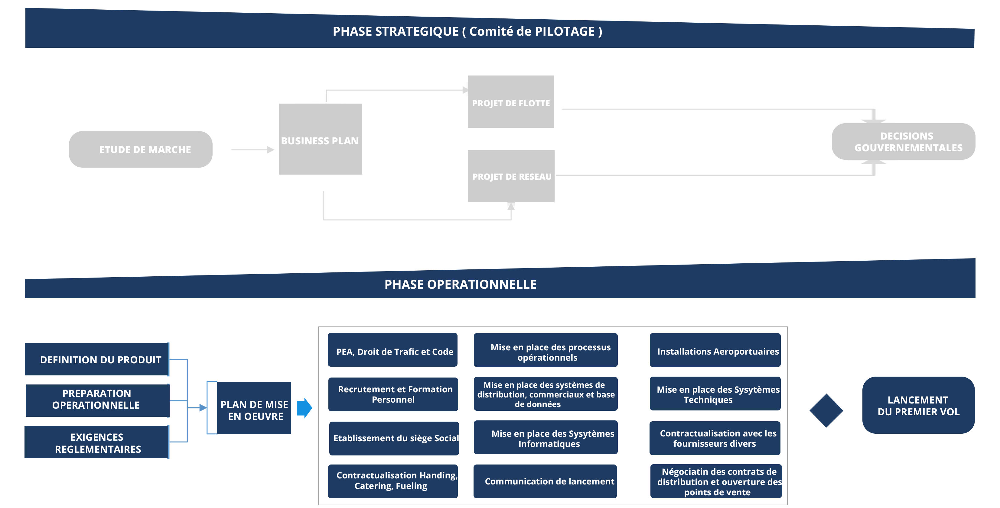 PHASE STRATEGIQUE ( Comité de PILOTAGE )
PROJET DE FLOTTE
BUSINESS PLAN
ETUDE DE MARCHE
DECISIONS
GOUVERNEMENTALES
PROJET DE RESEAU
PHASE OPERATIONNELLE
DEFINITION DU PRODUIT
PREPARATION
OPERATIONNELLE
EXIGENCES
REGLEMENTAIRES
PLAN DE MISE
EN OEUVRE
PEA, Droit de Trafic et Code
Mise en place des processus
opérationnels
Installations Aeroportuaires
Recrutement et Formation
Personnel
Mise en place des systèmes de
distribution, commerciaux et base
de données
Mise en place des Sysytèmes
Techniques
Etablissement du siège Social
Mise en place des Sysytèmes
Informatiques
Contractualisation avec les
fournisseurs divers
Contractualisation Handing,
Catering, Fueling
Communication de lancement
Négociatin des contrats de
distribution et ouverture des
points de vente
LANCEMENT
DU PREMIER VOL